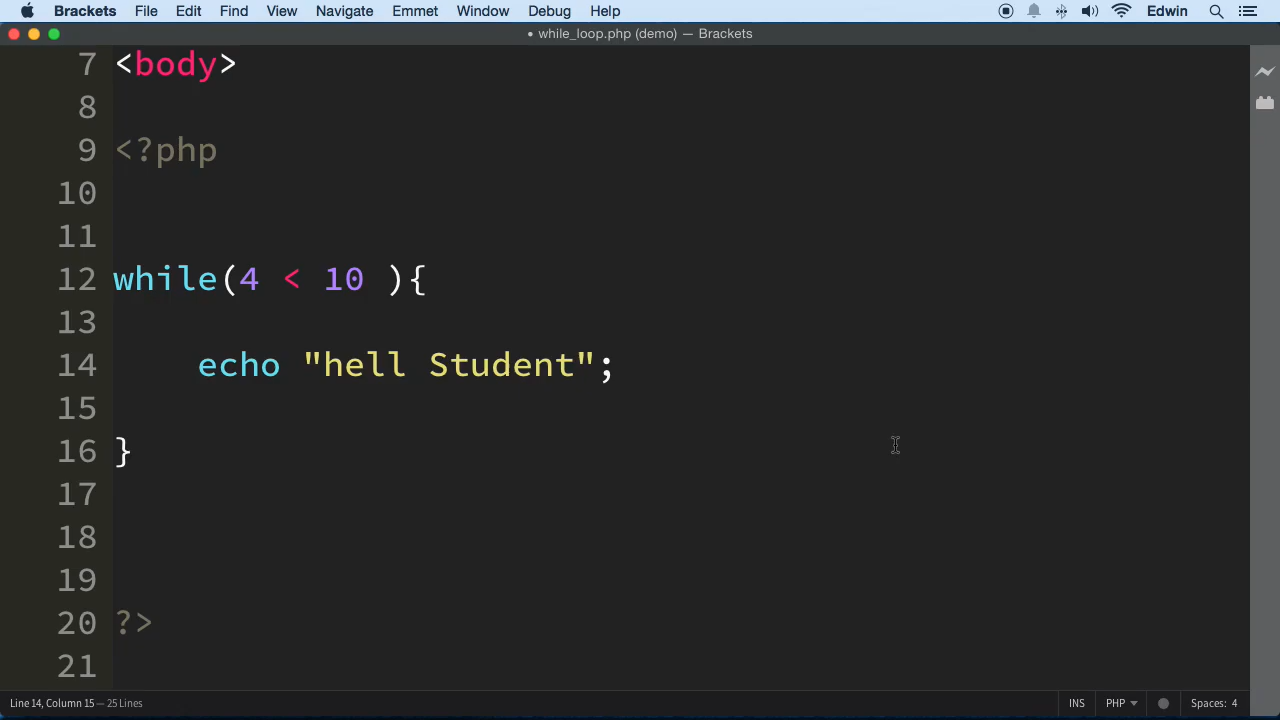 Brackets File Edit Find View Navigate Emmet Window Debug Help Edwin
• while_loop.php (demo) — Brackets
7 <body>
8
9 <?php
10
11
12 while(4 < 10 ){
13
14 echo "hell Student";
15
16 }
17
18
19
20 ?>
21
Line 14, Column 15 — 25 Lines INS PHP Spaces: 4